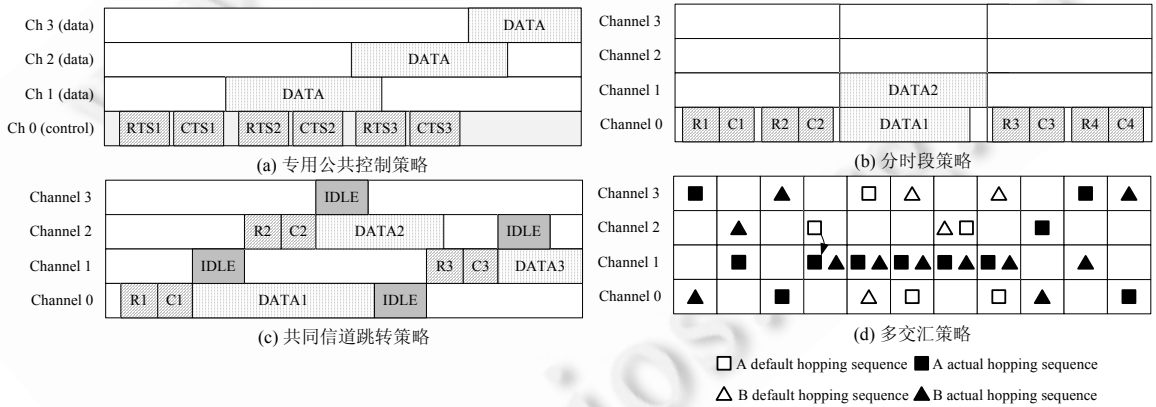 Ch 3 (data)
DATA
Ch 2 (data)
DATA
Ch 1 (data)
DATA
Ch 0 (control)
RTS1 CTS1 RTS2 CTS2 RTS3 CTS3
(a) 专用公共控制策略
Channel 3
Channel 2
Channel 1
DATA2
Channel 0
R1 C1 R2 C2 DATA1 R3 C3 R4 C4
(b) 分时段策略
Channel 3
IDLE
Channel 2
R2 C2 DATA2 IDLE
Channel 1
IDLE R3 C3 DATA3
Channel 0
R1 C1 DATA1 IDLE
(c) 共同信道跳转策略
Channel 3
Channel 2
Channel 1
Channel 0
(d) 多交汇策略
A default hopping sequence A actual hopping sequence
B default hopping sequence B actual hopping sequence